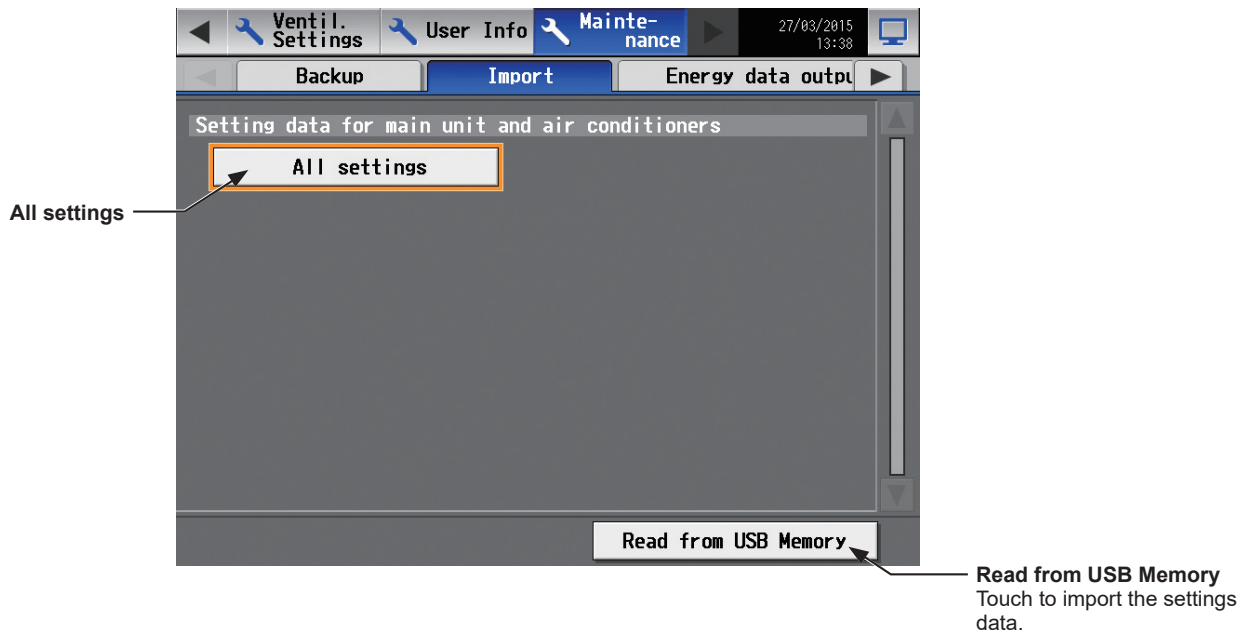 Ventil. Settings
User Info
Mainte-
nance
27/03/2015
13:38
Backup
Import
Energy data outpu
Setting data for main unit and air conditioners
All settings
All settings
Read from USB Memory
Read from USB Memory
Touch to import the settings
data.